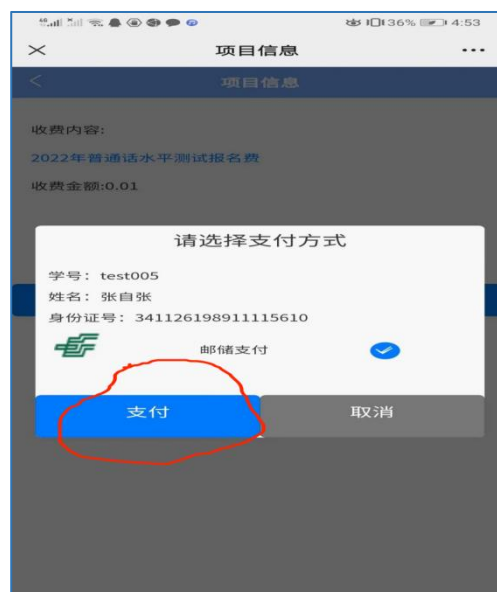 36% 4:53
项目信息
项目信息
收费内容:
2022年普通话水平测试报名费
收费金额:0.01
请选择支付方式
学号：test005
姓名：张自张
身份证号：341126198911115610
邮储支付
支付 取消